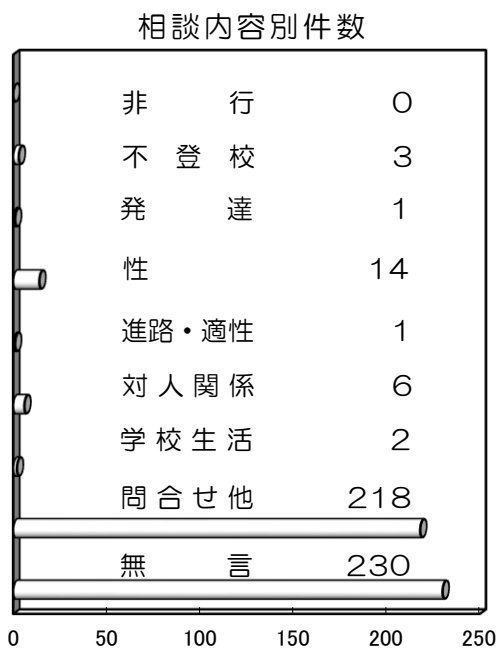 相談内容別件数
非行 0
不登校 3
発達 1
性 14
進路・適性 1
対人関係 6
学校生活 2
問合せ他 218
無言 230
0 50 100 150 200 250